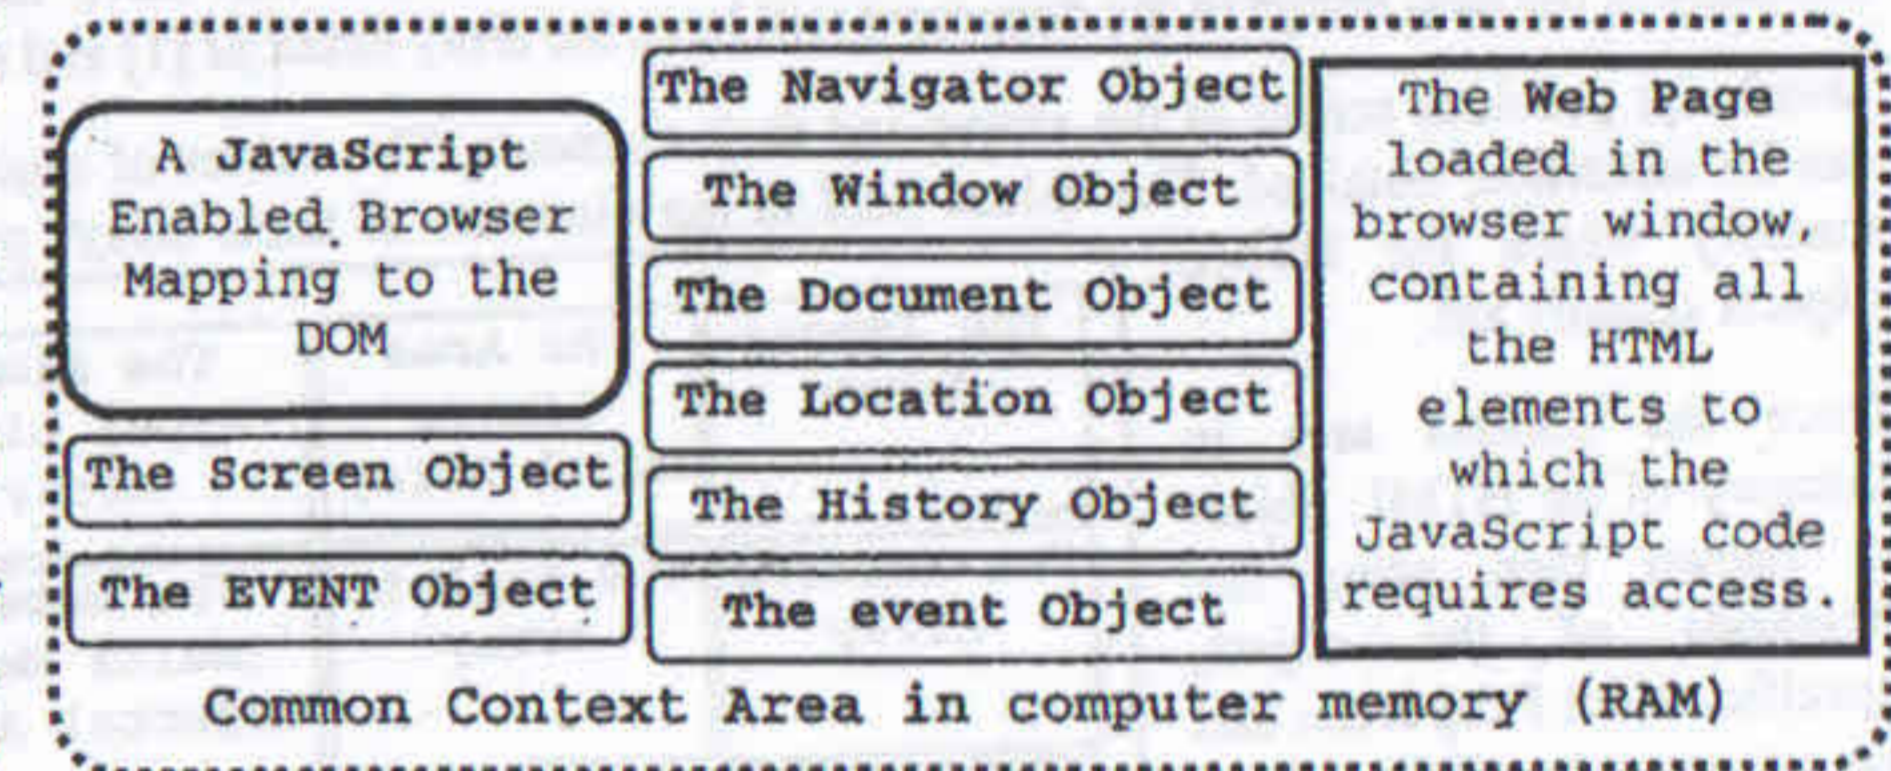 A JavaScript
Enabled Browser
Mapping to the
DOM
The Screen Object
The EVENT Object
The Navigator Object
The Window Object
The Document Object
The Location Object
The History Object
The event Object
The Web Page
loaded in the
browser window,
containing all
the HTML
elements to
which the
JavaScript code
requires access.
Common Context Area in computer memory (RAM)